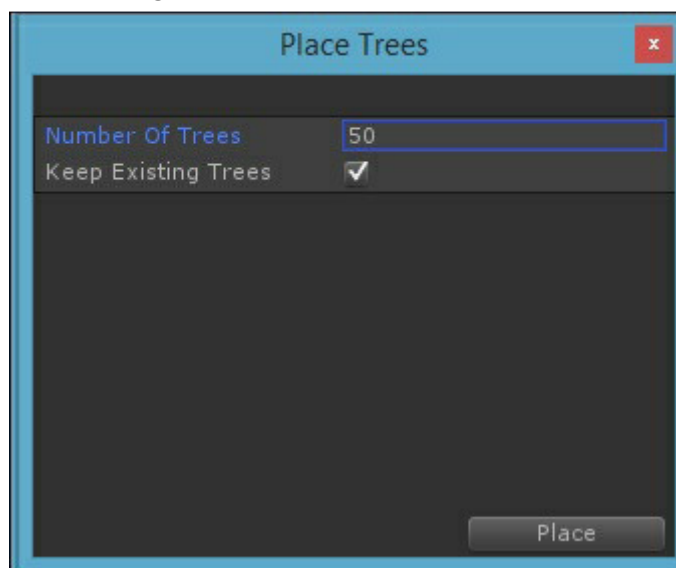 Place Trees
x
Number Of Trees 50
Keep Existing Trees
Place